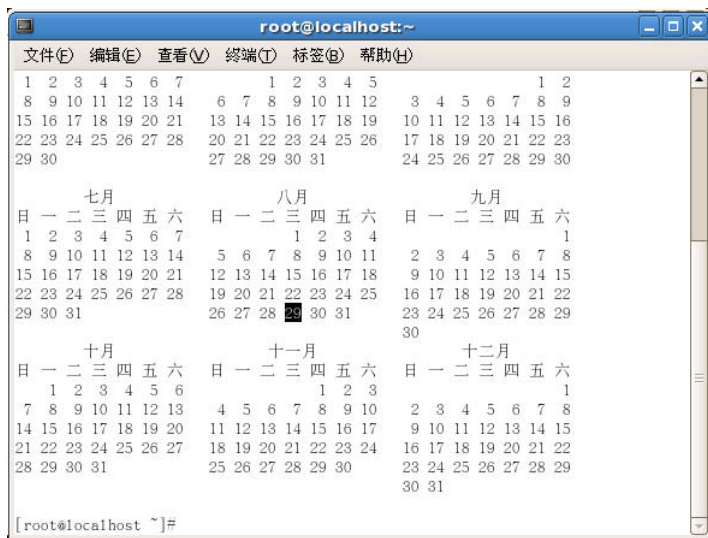 root@localhost:~
文件(F) 编辑(E) 查看(V) 终端(T) 标签(B) 帮助(H)
1 2 3 4 5 6 7 1 2 3 4 5 1 2
8 9 10 11 12 13 14 6 7 8 9 10 11 12 3 4 5 6 7 8 9
15 16 17 18 19 20 21 13 14 15 16 17 18 19 10 11 12 13 14 15 16
22 23 24 25 26 27 28 20 21 22 23 24 25 26 17 18 19 20 21 22 23
29 30 27 28 29 30 31 24 25 26 27 28 29 30
七月 八月 九月
日 一 二 三 四 五 六 日 一 二 三 四 五 六 日 一 二 三 四 五 六
1 2 3 4 5 6 7 1 2 3 4 1
8 9 10 11 12 13 14 5 6 7 8 9 10 11 2 3 4 5 6 7 8
15 16 17 18 19 20 21 12 13 14 15 16 17 18 9 10 11 12 13 14 15
22 23 24 25 26 27 28 19 20 21 22 23 24 25 16 17 18 19 20 21 22
29 30 31 26 27 28 29 30 31 23 24 25 26 27 28 29
30
十月 十一月 十二月
日 一 二 三 四 五 六 日 一 二 三 四 五 六 日 一 二 三 四 五 六
1 2 3 4 5 6 1 2 3 1
7 8 9 10 11 12 13 4 5 6 7 8 9 10 2 3 4 5 6 7 8
14 15 16 17 18 19 20 11 12 13 14 15 16 17 9 10 11 12 13 14 15
21 22 23 24 25 26 27 18 19 20 21 22 23 24 16 17 18 19 20 21 22
28 29 30 31 25 26 27 28 29 30 23 24 25 26 27 28 29
30 31
[root@localhost ~]#